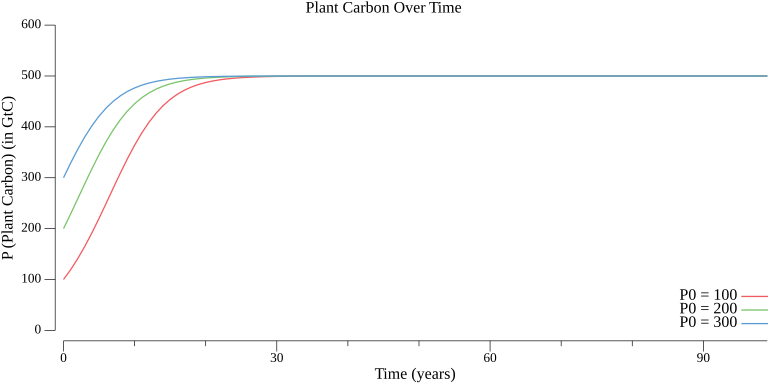 Plant Carbon Over Time
600
500
400
300
200
100
0
P (Plant Carbon) (in GtC)
P0 = 100
P0 = 200
P0 = 300
0 30 60 90
Time (years)